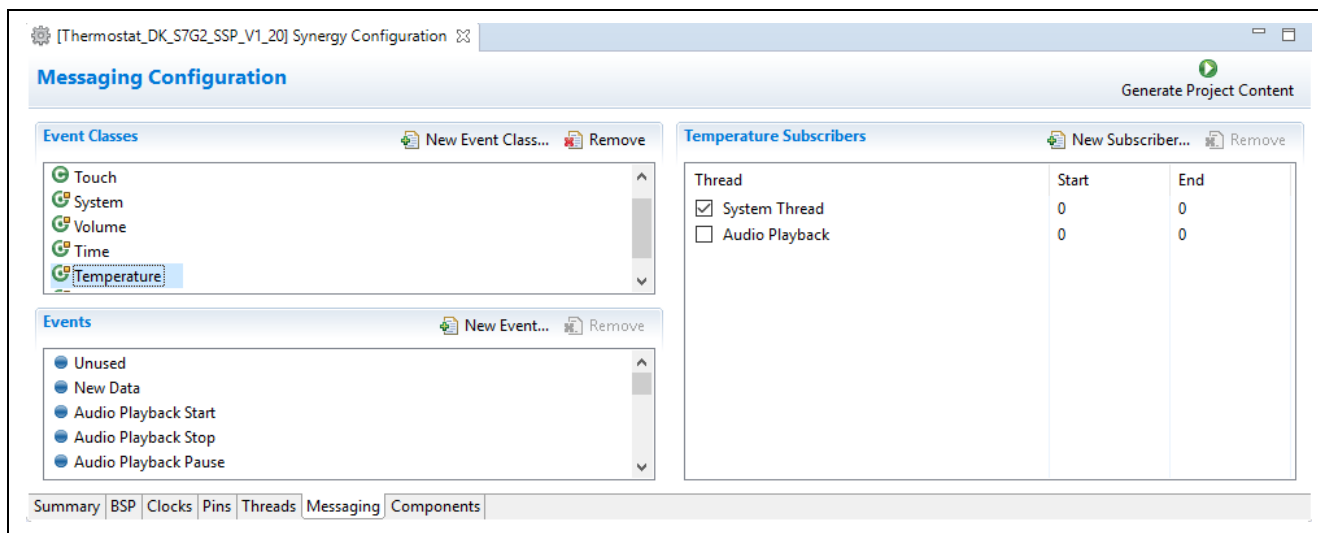 [Thermostat_DK_S7G2_SSP_V1_20] Synergy Configuration
Messaging Configuration
Generate Project Content
Event Classes
New Event Class...
Remove
Touch
System
Volume
Time
Temperature
Events
New Event...
Remove
Unused
New Data
Audio Playback Start
Audio Playback Stop
Audio Playback Pause
Temperature Subscribers
New Subscriber...
Remove
Thread Start End
System Thread 0 0
Audio Playback 0 0
Summary BSP Clocks Pins Threads Messaging Components